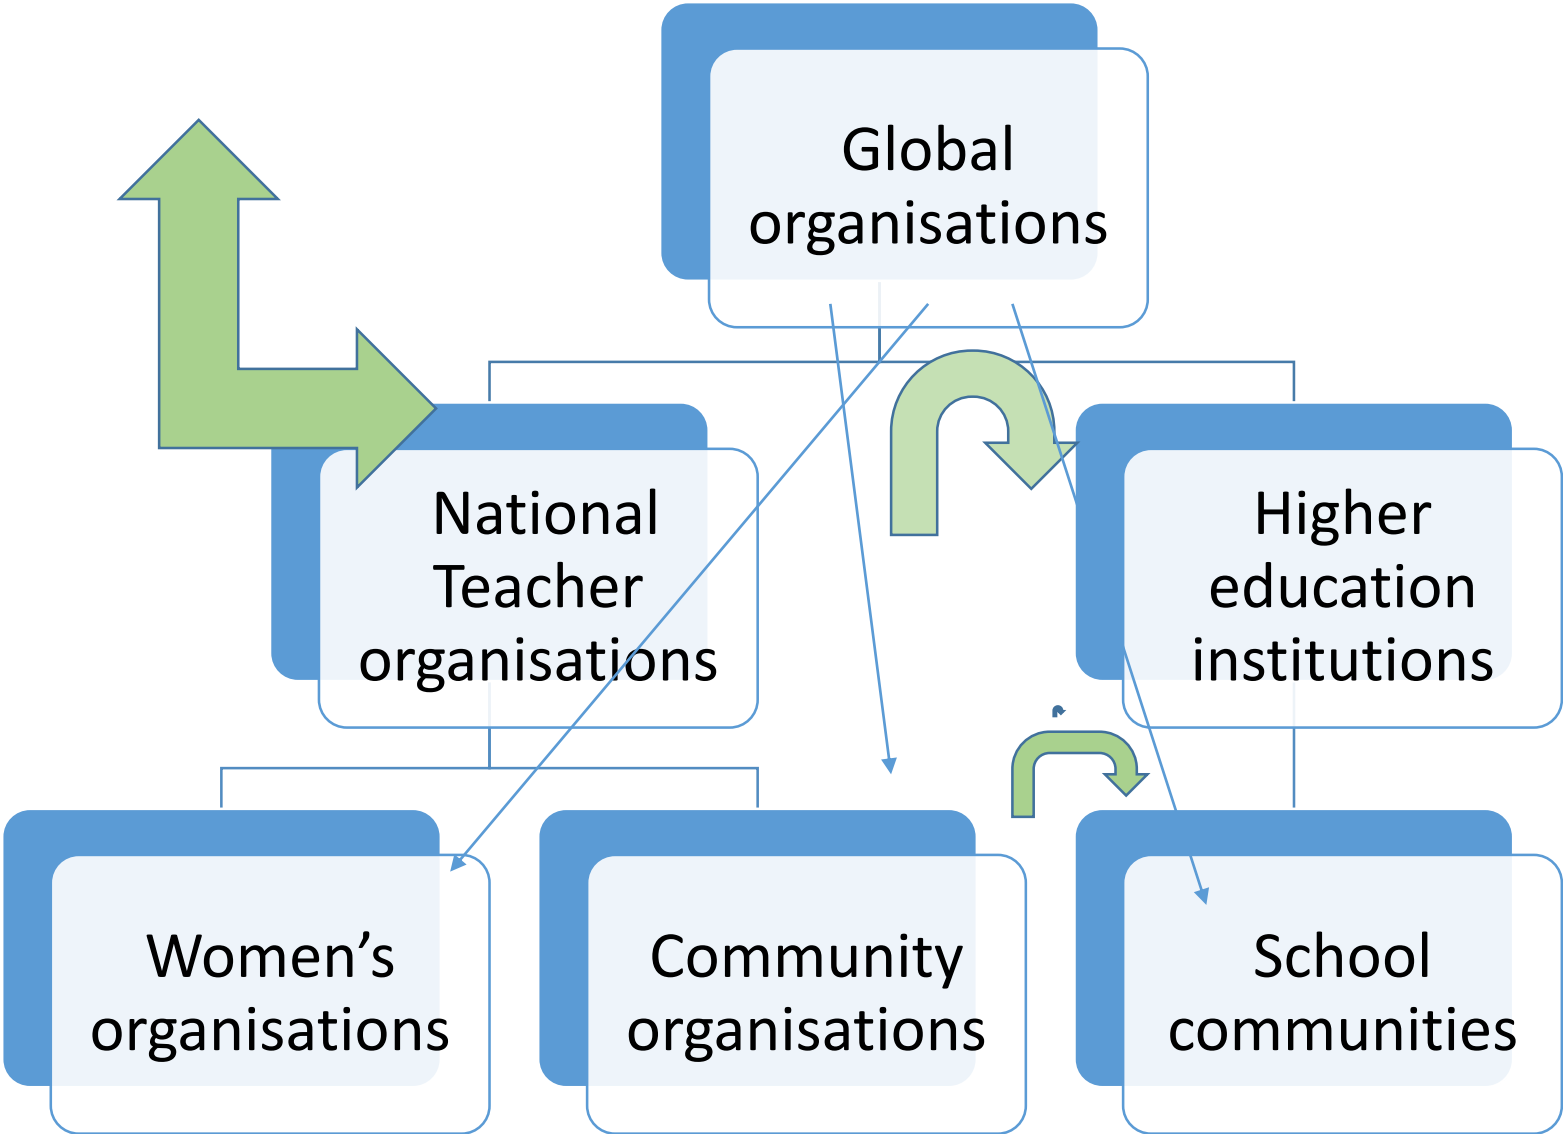 Global
organisations
National
Teacher
organisations
Higher
education
institutions
Women’s
organisations
Community
organisations
School
communities